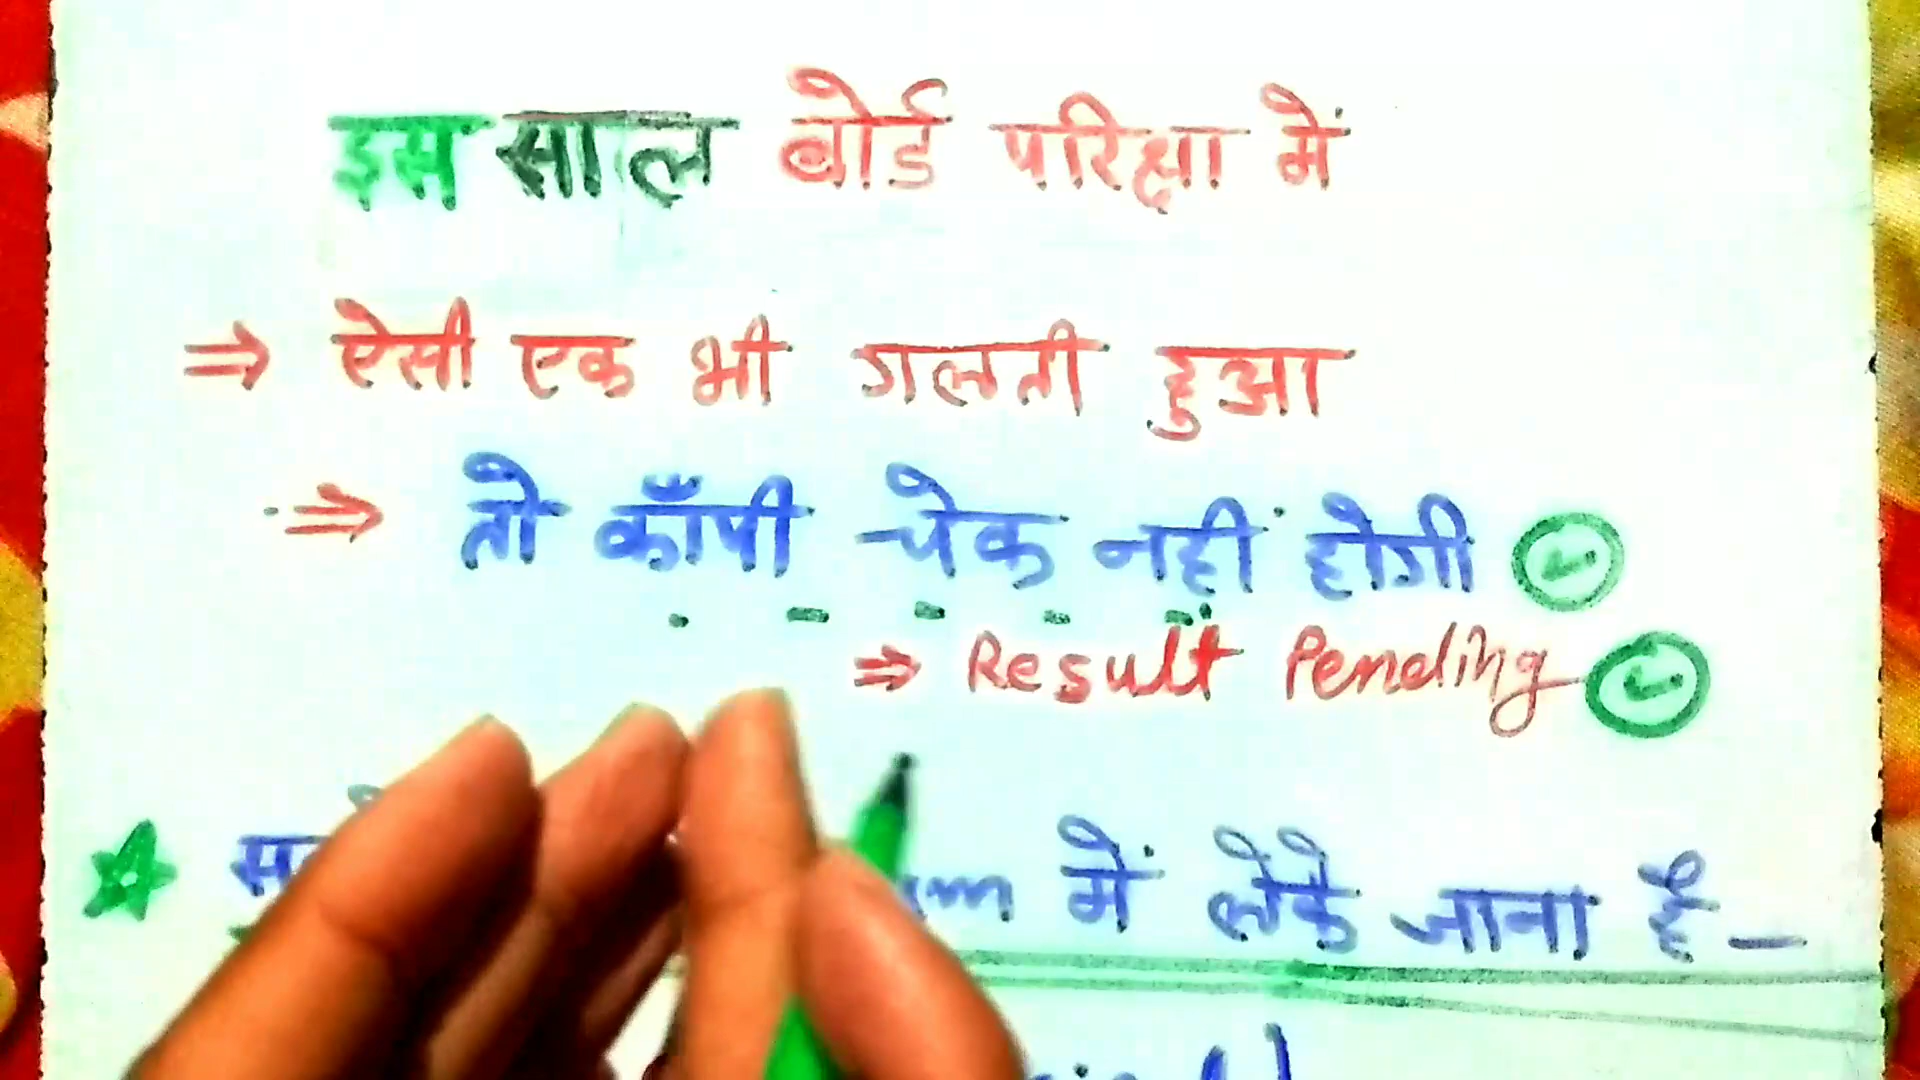 इस साल बोर्ड परिक्षा में
⇒ ऐसी एक भी गलती हुआ
⇒ तो कॉंपी चेक नहीं होगी
⇒ Result Pending
में लेके जाना है –